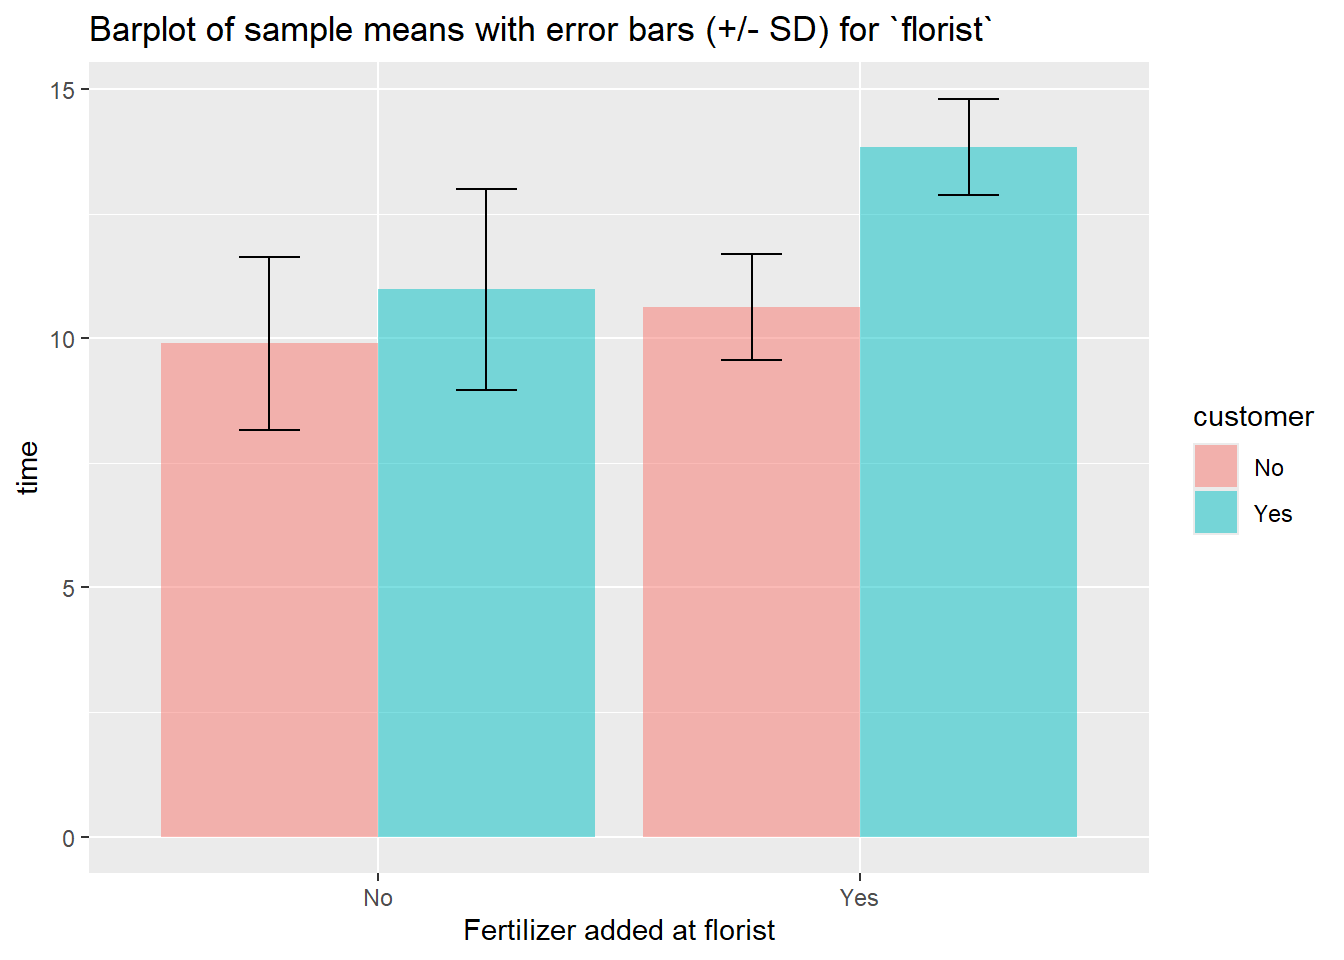 Barplot of sample means with error bars (+/- SD) for `florist`
15
10
5
0
time
No
Yes
Fertilizer added at florist
customer
No
Yes